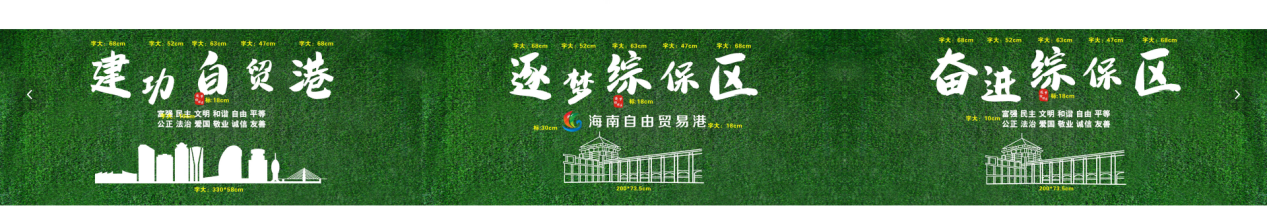 字大：68cm 字大，52cm 字大：63cm 字大，47cm 字大：68cm
建功自贸港
标:18cm
富强 民主 文明 和谐 自由 平等
公正 法治 爱国 敬业 诚信 友善
字大：330*58cm
字大：68cm 字大，52cm 字大：63cm 字大，47cm 字大：68cm
逐梦综保区
标:18cm
标:30cm 海南自由贸易港 字大，18cm
200*73.5cm
字大：68cm 字大，52cm 字大：63cm 字大，47cm 字大，68cm
奋进综保区
标:18cm
字大，10cm
富强 民主 文明 和谐 自由 平等
公正 法治 爱国 敬业 诚信 友善
200*73.5cm